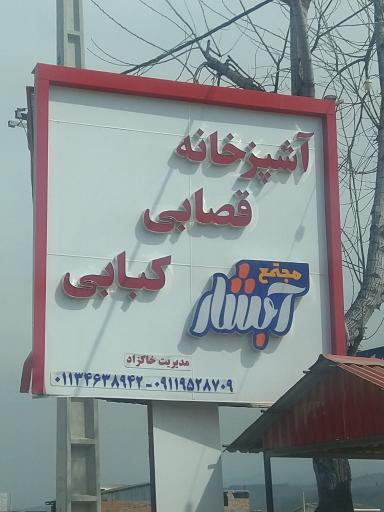 آشپزخانه
قصابی
کبابی
مجتمع
آبشار
مدیریت خاکزاد
۰۱۱۳۴۶۳۸۹۴۲-۰۹۱۱۹۵۲۸۷۰۹